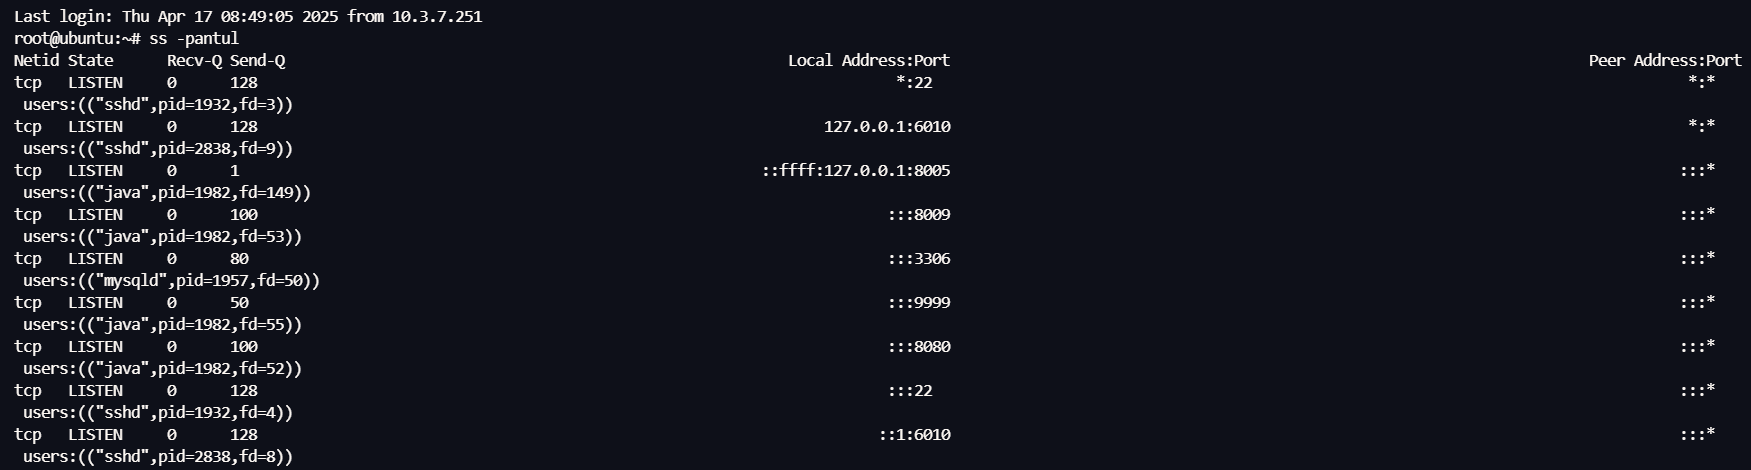 Last login: Thu Apr 17 08:49:05 2025 from 10.3.7.251
root@ubuntu:~# ss -pantul
Netid State      Recv-Q Send-Q                                                        Local Address:Port                                                                       Peer Address:Port
tcp   LISTEN     0      128                                                                       *:22                                                                                    *:*
 users:(("sshd",pid=1932,fd=3))
tcp   LISTEN     0      128                                                               127.0.0.1:6010                                                                                  *:*
 users:(("sshd",pid=2838,fd=9))
tcp   LISTEN     0      1                                                          ::ffff:127.0.0.1:8005                                                                                 :::*
 users:(("java",pid=1982,fd=149))
tcp   LISTEN     0      100                                                                      :::8009                                                                                 :::*
 users:(("java",pid=1982,fd=53))
tcp   LISTEN     0      80                                                                       :::3306                                                                                 :::*
 users:(("mysqld",pid=1957,fd=50))
tcp   LISTEN     0      50                                                                       :::9999                                                                                 :::*
 users:(("java",pid=1982,fd=55))
tcp   LISTEN     0      100                                                                      :::8080                                                                                 :::*
 users:(("java",pid=1982,fd=52))
tcp   LISTEN     0      128                                                                      :::22                                                                                   :::*
 users:(("sshd",pid=1932,fd=4))
tcp   LISTEN     0      128                                                                     ::1:6010                                                                                 :::*
 users:(("sshd",pid=2838,fd=8))